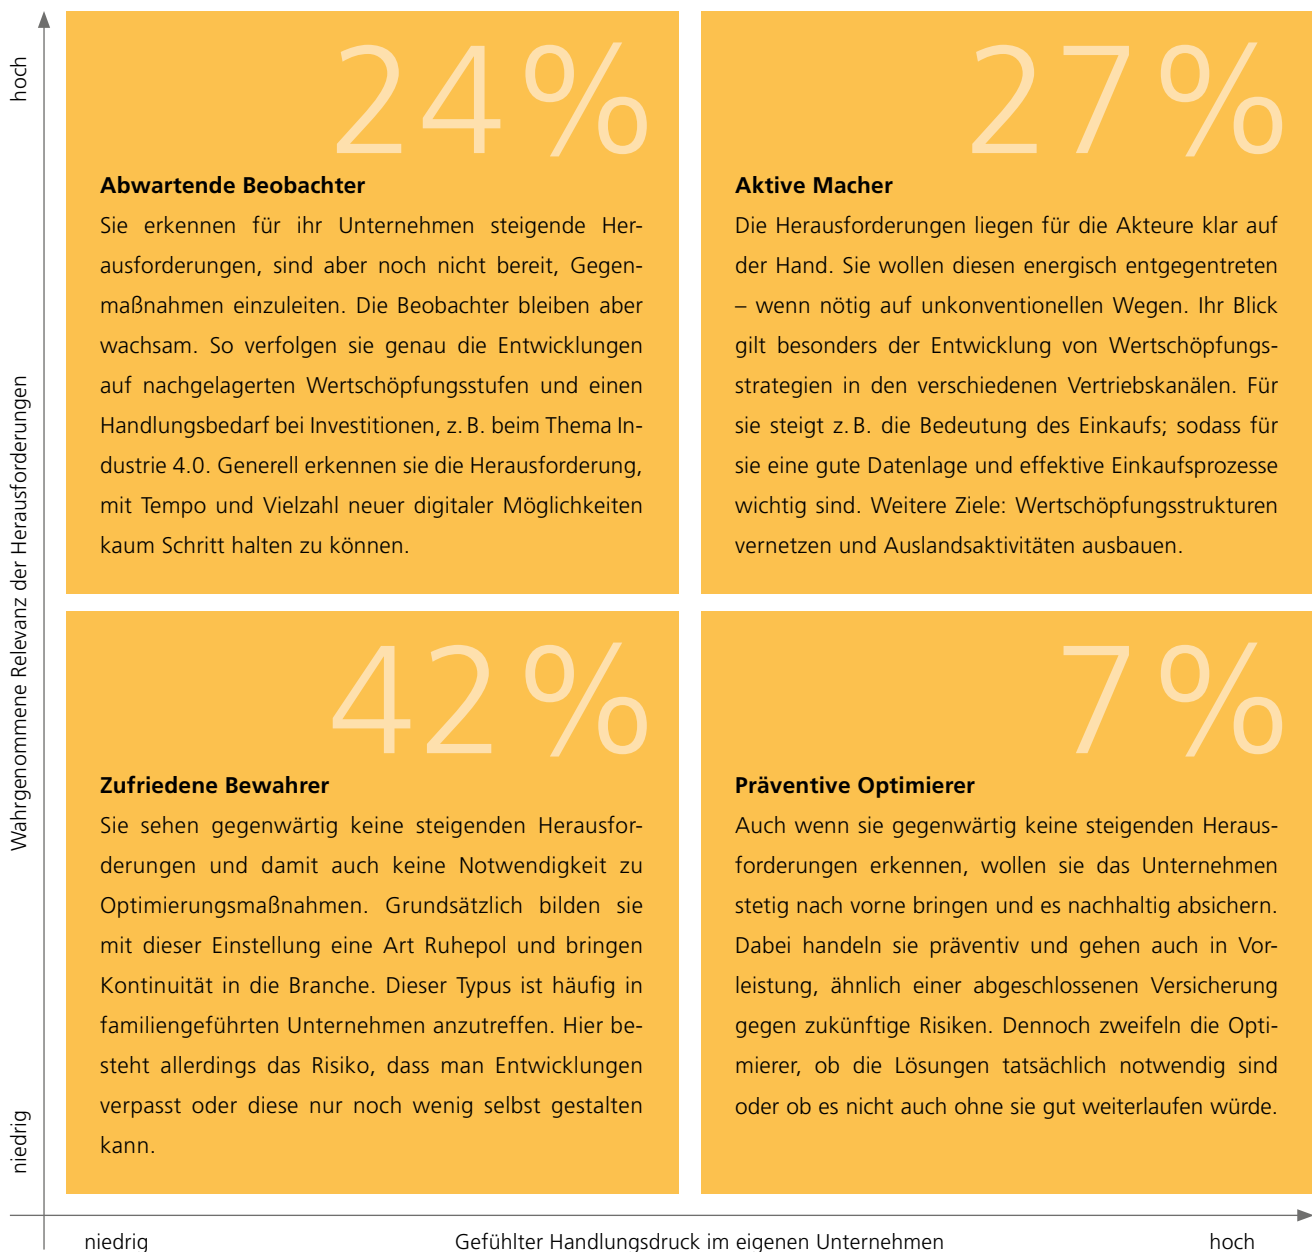 hoch
Wahrgenommene Relevanz der Herausforderungen
niedrig
24 %
Abwartende Beobachter
Sie erkennen für ihr Unternehmen steigende Her-
ausforderungen, sind aber noch nicht bereit, Gegen-
maßnahmen einzuleiten. Die Beobachter bleiben aber
wachsam. So verfolgen sie genau die Entwicklungen
auf nachgelagerten Wertschöpfungsstufen und einen
Handlungsbedarf bei Investitionen, z. B. beim Thema In-
dustrie 4.0. Generell erkennen sie die Herausforderung,
mit Tempo und Vielzahl neuer digitaler Möglichkeiten
kaum Schritt halten zu können.
27 %
Aktive Macher
Die Herausforderungen liegen für die Akteure klar auf
der Hand. Sie wollen diesen energisch entgegentreten
– wenn nötig auf unkonventionellen Wegen. Ihr Blick
gilt besonders der Entwicklung von Wertschöpfungs-
strategien in den verschiedenen Vertriebskanälen. Für
sie steigt z. B. die Bedeutung des Einkaufs; sodass für
sie eine gute Datenlage und effektive Einkaufsprozesse
wichtig sind. Weitere Ziele: Wertschöpfungsstrukturen
vernetzen und Auslandsaktivitäten ausbauen.
42 %
Zufriedene Bewahrer
Sie sehen gegenwärtig keine steigenden Herausfor-
derungen und damit auch keine Notwendigkeit zu
Optimierungsmaßnahmen. Grundsätzlich bilden sie
mit dieser Einstellung eine Art Ruhepol und bringen
Kontinuität in die Branche. Dieser Typus ist häufig in
familiengeführten Unternehmen anzutreffen. Hier be-
steht allerdings das Risiko, dass man Entwicklungen
verpasst oder diese nur noch wenig selbst gestalten
kann.
7 %
Präventive Optimierer
Auch wenn sie gegenwärtig keine steigenden Heraus-
forderungen erkennen, wollen sie das Unternehmen
stetig nach vorne bringen und es nachhaltig absichern.
Dabei handeln sie präventiv und gehen auch in Vor-
leistung, ähnlich einer abgeschlossenen Versicherung
gegen zukünftige Risiken. Dennoch zweifeln die Opti-
mierer, ob die Lösungen tatsächlich notwendig sind
oder ob es nicht auch ohne sie gut weiterlaufen würde.
niedrig
Gefühlter Handlungsdruck im eigenen Unternehmen
hoch